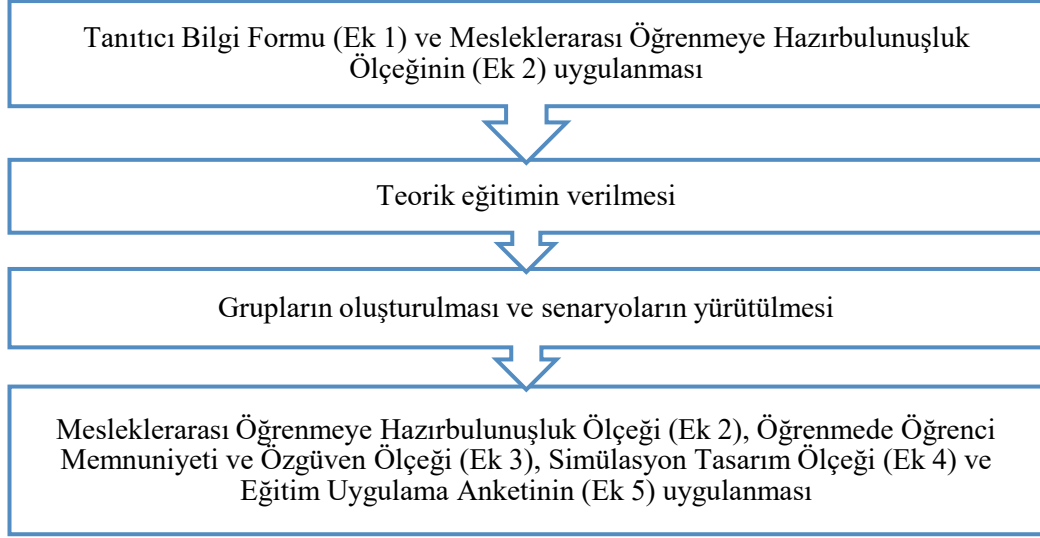 Tanıtıcı Bilgi Formu (Ek 1) ve Mesleklerarası Öğrenmeye Hazırbulunuşluk
Ölçeğinin (Ek 2) uygulanması
Teorik eğitimin verilmesi
Grupların oluşturulması ve senaryoların yürütülmesi
Mesleklerarası Öğrenmeye Hazırbulunuşluk Ölçeği (Ek 2), Öğrenmede Öğrenci
Memnuniyeti ve Özgüven Ölçeği (Ek 3), Simülasyon Tasarım Ölçeği (Ek 4) ve
Eğitim Uygulama Anketinin (Ek 5) uygulanması